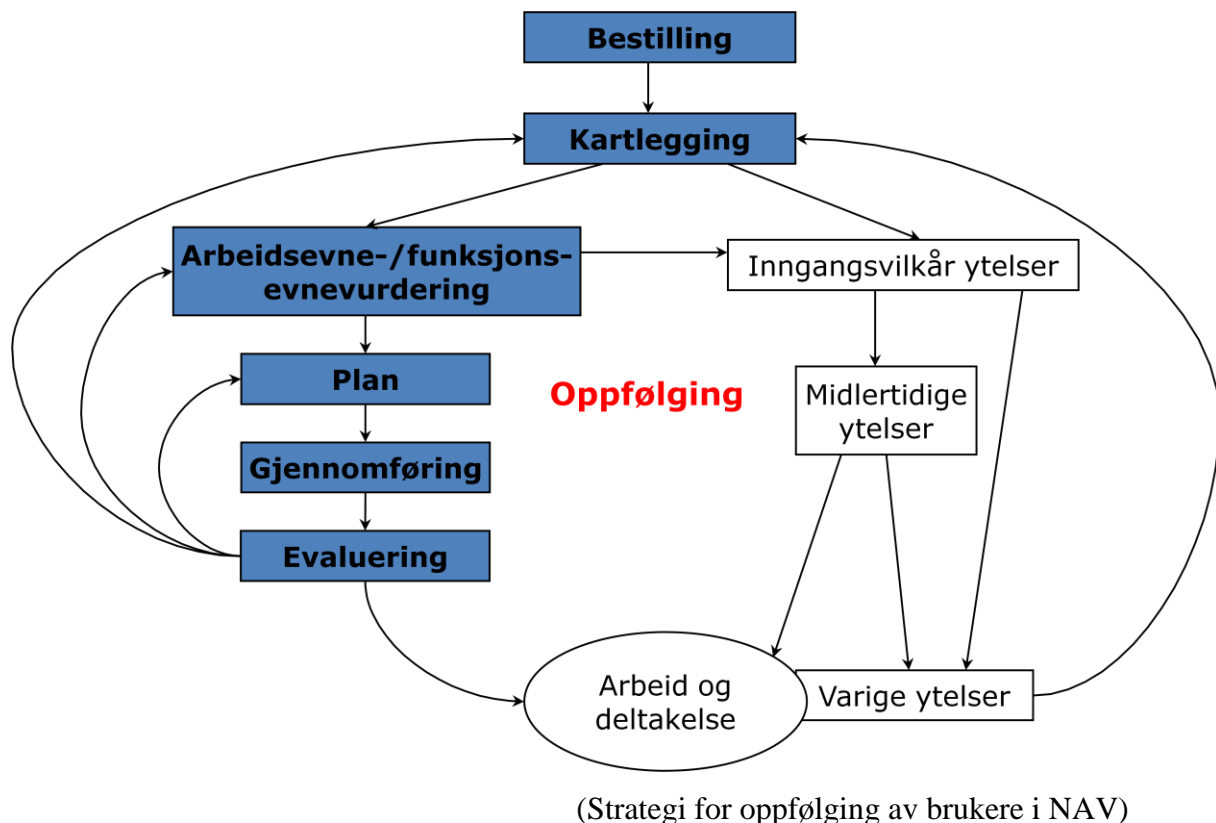 Bestilling
Kartlegging
Arbeidsevne-/funksjons-
evnevurdering
Inngangsvilkår ytelser
Plan
Oppfølging
Midlertidige
ytelser
Gjennomføring
Evaluering
Arbeid og
deltakelse
Varige ytelser
(Strategi for oppfølging av brukere i NAV)